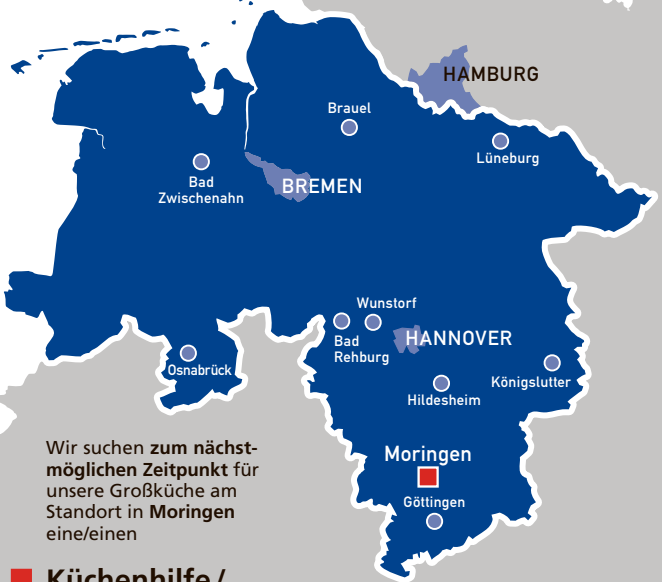 HAMBURG
Brauel
Lüneburg
Bad
Zwischenahn
BREMEN
Wunstorf
Bad
Rehburg
HANNOVER
Osnabrück
Königslutter
Hildesheim
Moringen
Göttingen
Wir suchen zum nächst-
möglichen Zeitpunkt für
unsere Großküche am
Standort in Moringen
eine/einen
Küchenhilfe/